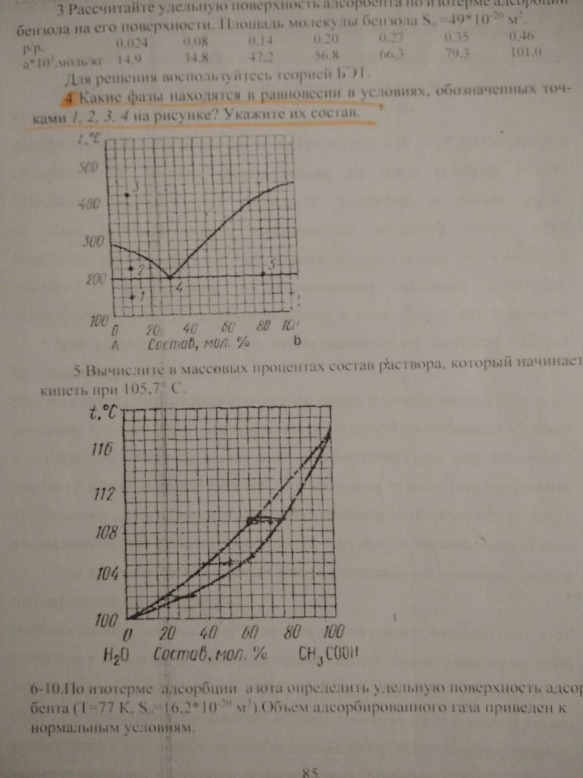 3 Рассчитайте удельную поверхность адсорбента по изотерме адсорбции
бензола на его поверхности. Площадь молекулы бензола S₀=49*10⁻²⁰ м².
р/рₛ 0,024 0,08 0,14 0,20 0,27 0,35 0,46
а*10²,моль/кг 14,9 34,8 47,2 56,8 66,3 79,3 101,0
Для решения воспользуйтесь теорией БЭТ.
4 Какие фазы находятся в равновесии в условиях, обозначенных точ-
ками 1, 2, 3, 4 на рисунке? Укажите их состав.
t,°C
500
400
300
200
100
3
2
1
4
5
0 20 40 60 80 100
A Состав, мол. % b
5 Вычислите в массовых процентах состав раствора, который начинает
кипеть при 105,7° С.
t,°C
116
112
108
104
100
0 20 40 60 80 100
H₂O Состав, мол. % CH₃COOH
6-10.По изотерме адсорбции азота определить удельную поверхность адсор-
бента (Т=77 К, S₀=16,2*10⁻²⁰ м²).Объем адсорбированного газа приведен к
нормальным условиям.
85